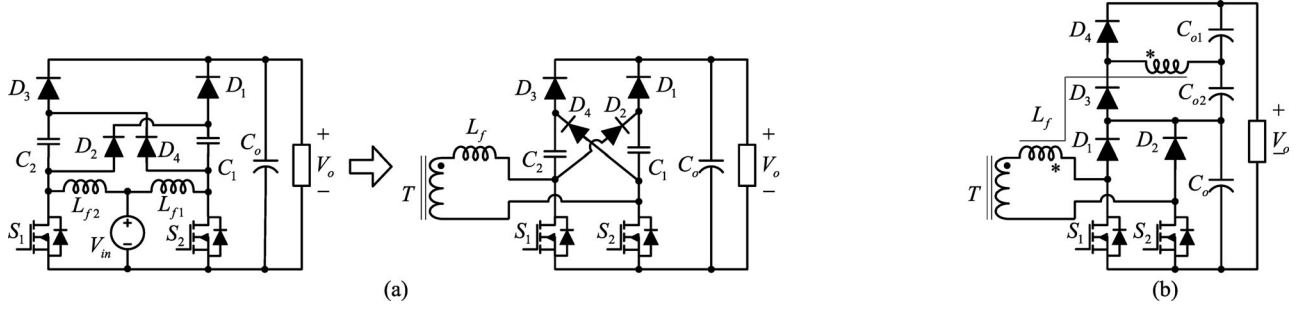 D3
D1
D2
D4
C2
C1
Co
+
Vo
−
Lf2
Lf1
S1
Vin
+
−
S2
D3
D4
D2
D1
Lf
C2
C1
Co
+
Vo
−
T
S1
S2
(a)
D4
Co1
*
D3
Co2
Lf
D1
D2
*
Co
+
Vo
−
T
S1
S2
(b)